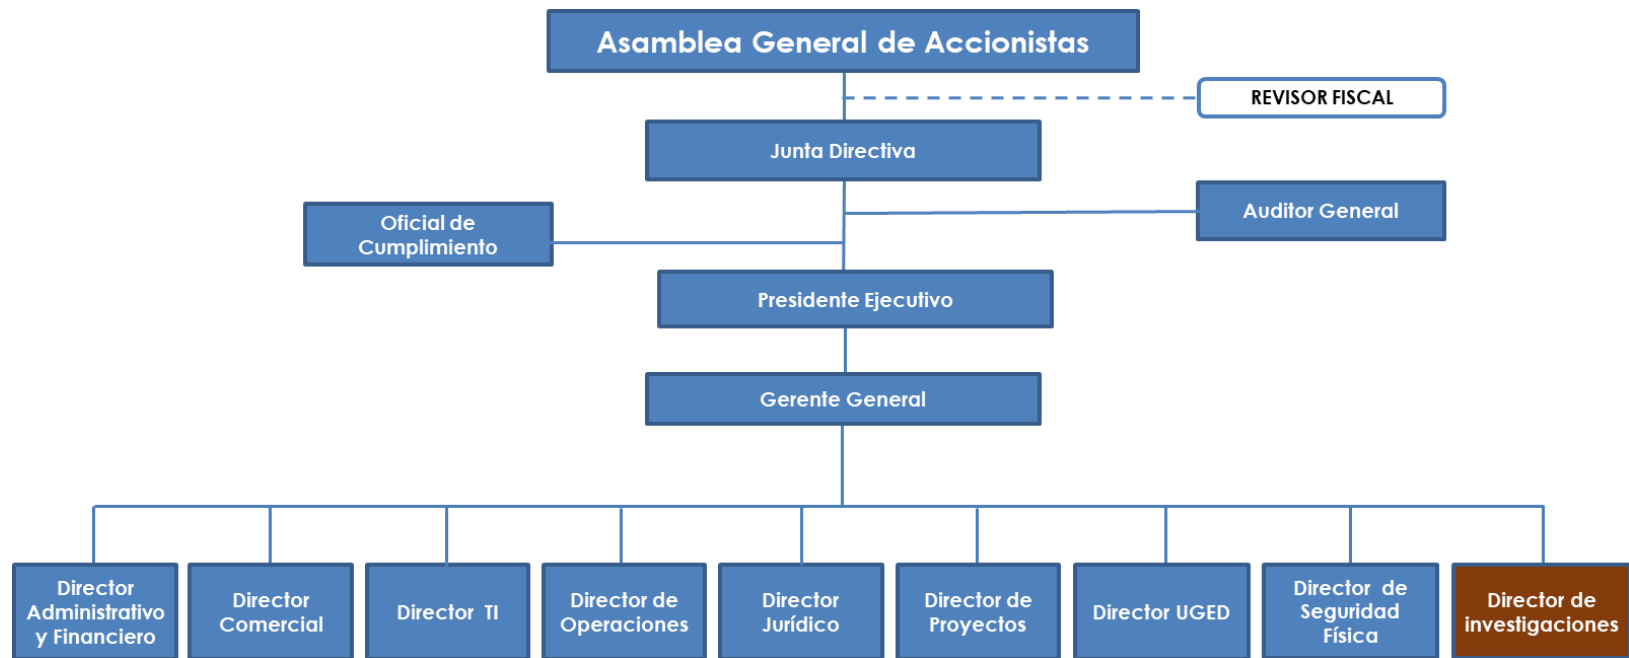 Asamblea General de Accionistas
REVISOR FISCAL
Junta Directiva
Auditor General
Oficial de
Cumplimiento
Presidente Ejecutivo
Gerente General
Director
Administrativo
y Financiero
Director
Comercial
Director TI
Director de
Operaciones
Director
Jurídico
Director de
Proyectos
Director UGED
Director de
Seguridad
Física
Director de
investigaciones